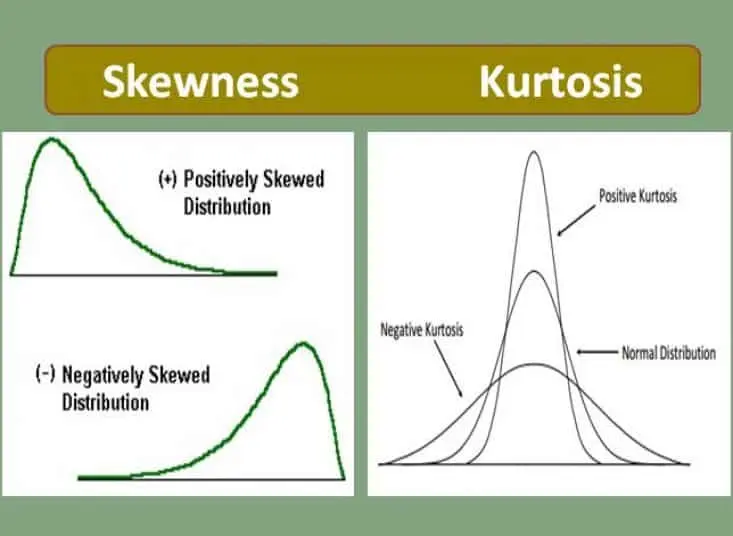 Skewness Kurtosis
(+) Positively Skewed
Distribution
(-) Negatively Skewed
Distribution
Positive Kurtosis
Negative Kurtosis
Normal Distribution